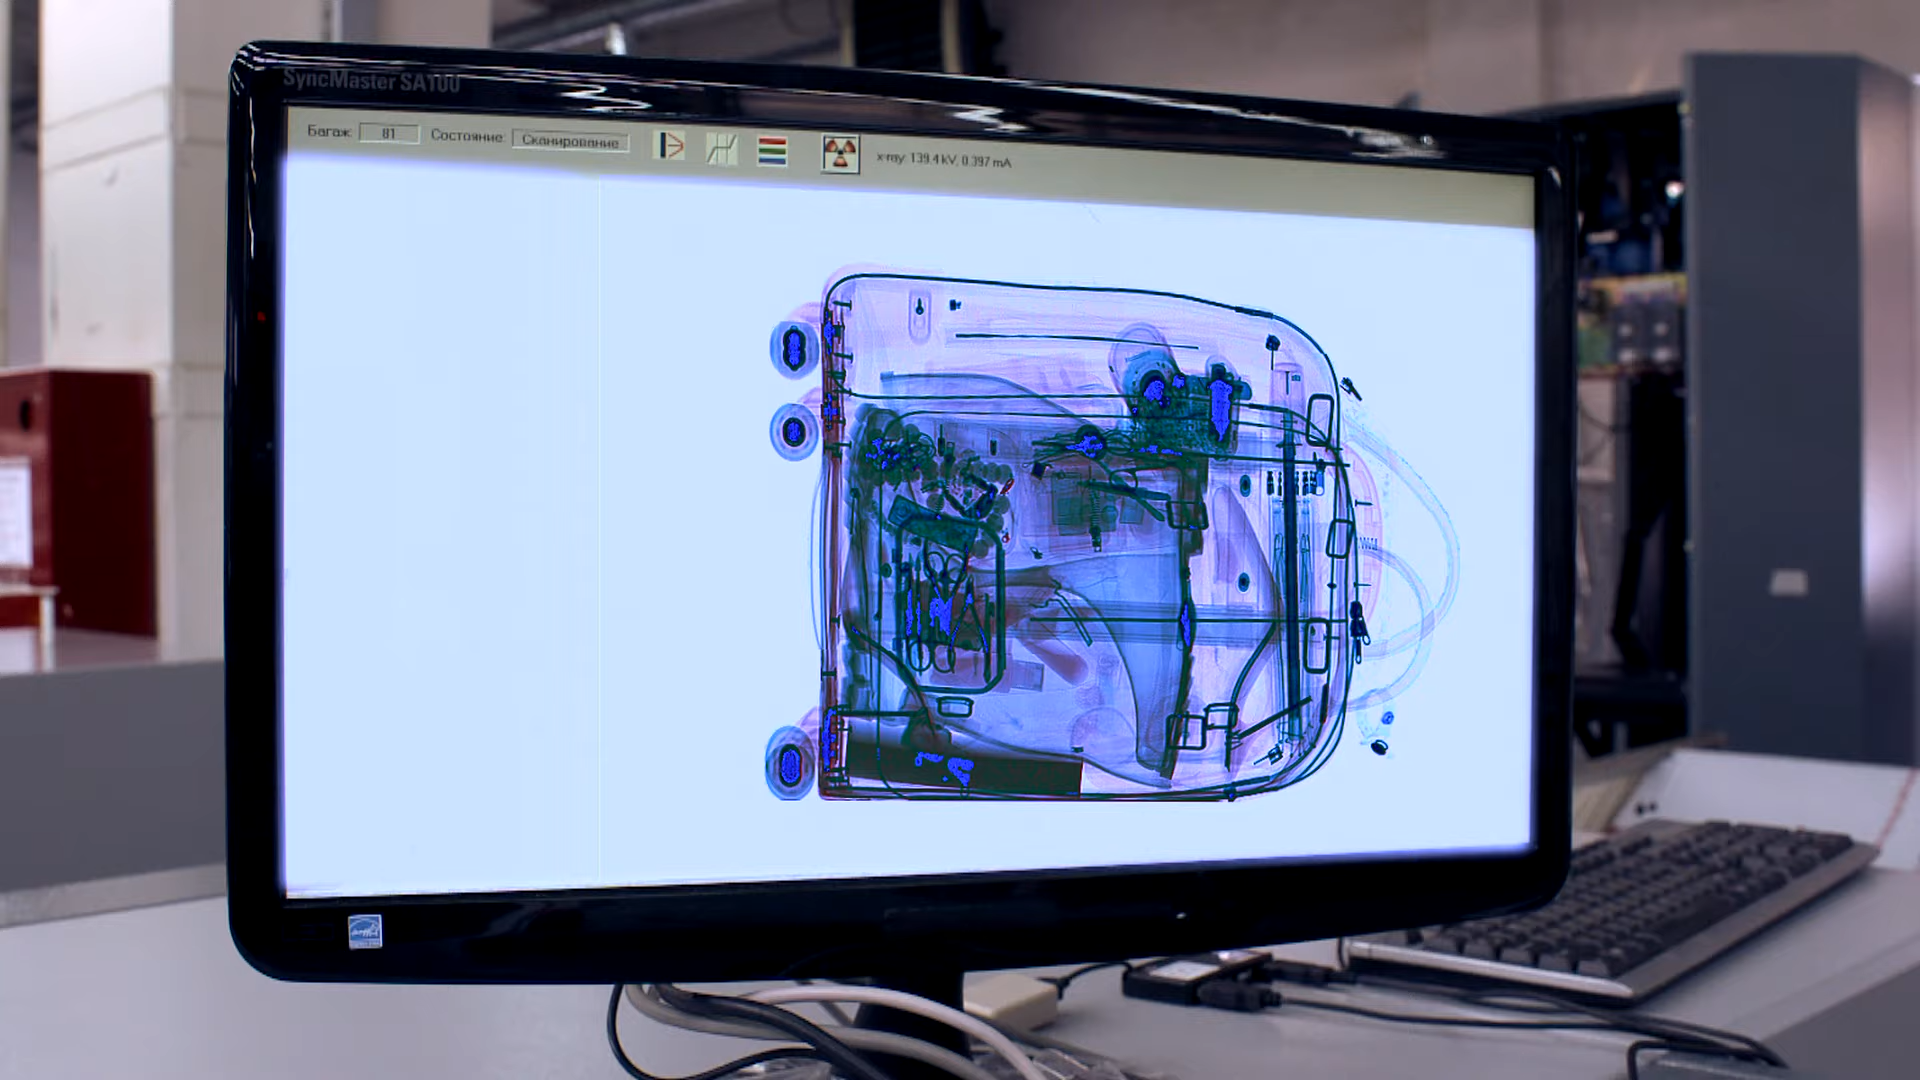 SyncMaster SA100
Багаж: 81 Состояние: Сканирование x-ray: 139.4 kV, 0.397 mA